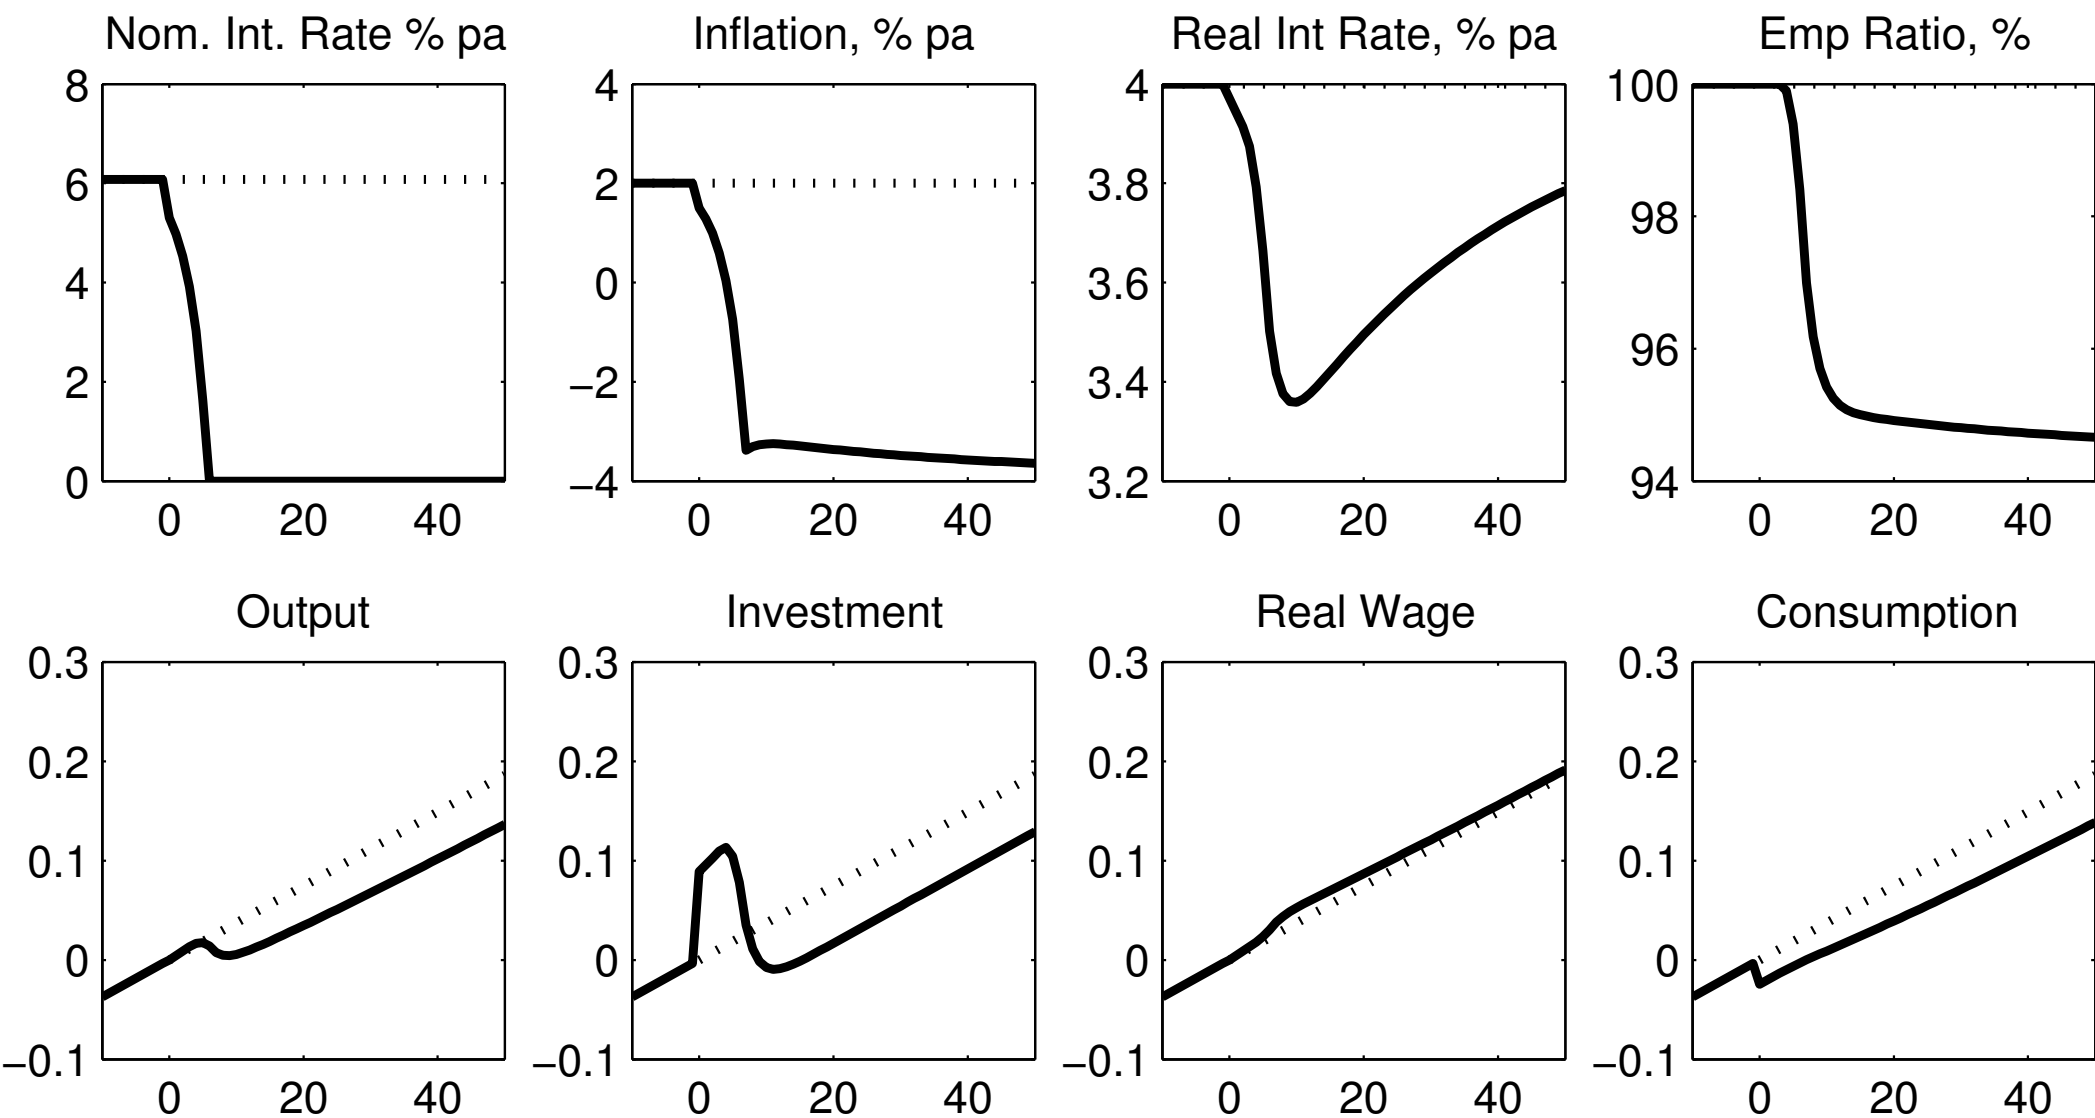 Nom. Int. Rate % pa
8
6
4
2
0
0 20 40
Inflation, % pa
4
2
0
−2
−4
0 20 40
Real Int Rate, % pa
4
3.8
3.6
3.4
3.2
0 20 40
Emp Ratio, %
100
98
96
94
0 20 40
Output
0.3
0.2
0.1
0
−0.1
0 20 40
Investment
0.3
0.2
0.1
0
−0.1
0 20 40
Real Wage
0.3
0.2
0.1
0
−0.1
0 20 40
Consumption
0.3
0.2
0.1
0
−0.1
0 20 40